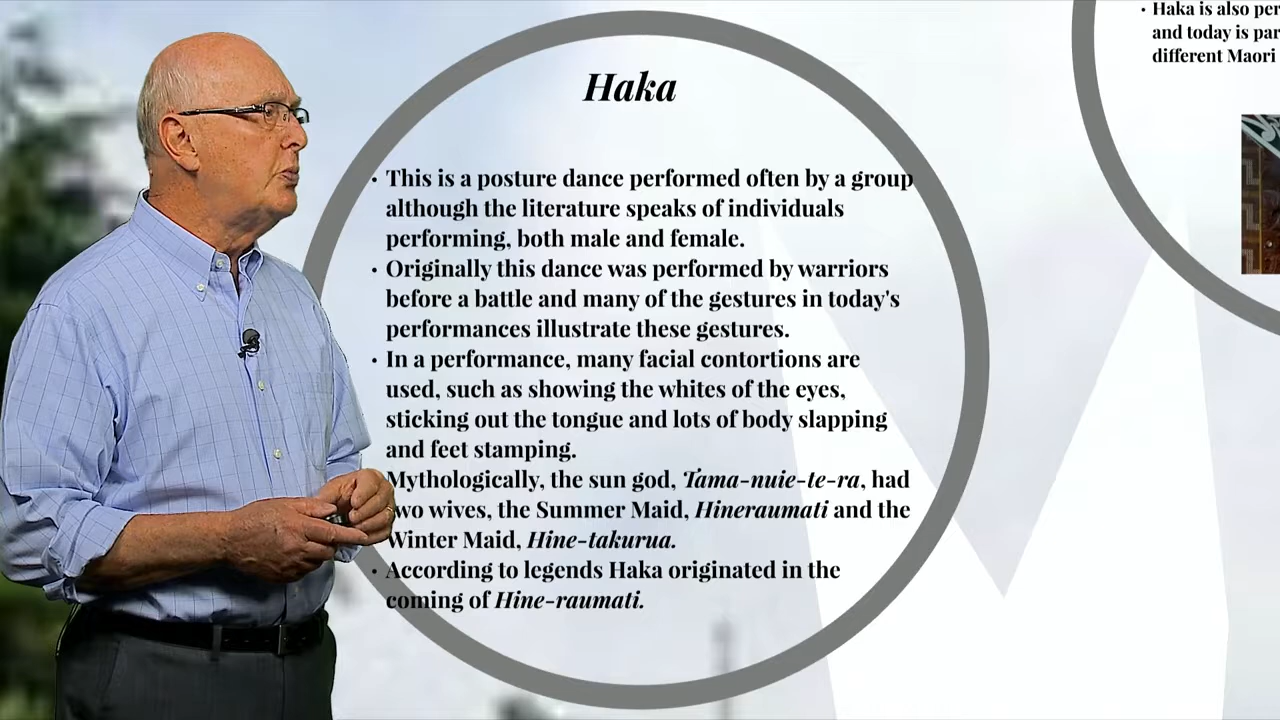 Haka
• This is a posture dance performed often by a group
although the literature speaks of individuals
performing, both male and female.
• Originally this dance was performed by warriors
before a battle and many of the gestures in today's
performances illustrate these gestures.
• In a performance, many facial contortions are
used, such as showing the whites of the eyes,
sticking out the tongue and lots of body slapping
and feet stamping.
Mythologically, the sun god, Tama-nuie-te-ra, had
wo wives, the Summer Maid, Hineraumati and the
Winter Maid, Hine-takurua.
• According to legends Haka originated in the
coming of Hine-raumati.
• Haka is also per
and today is par
different Maori